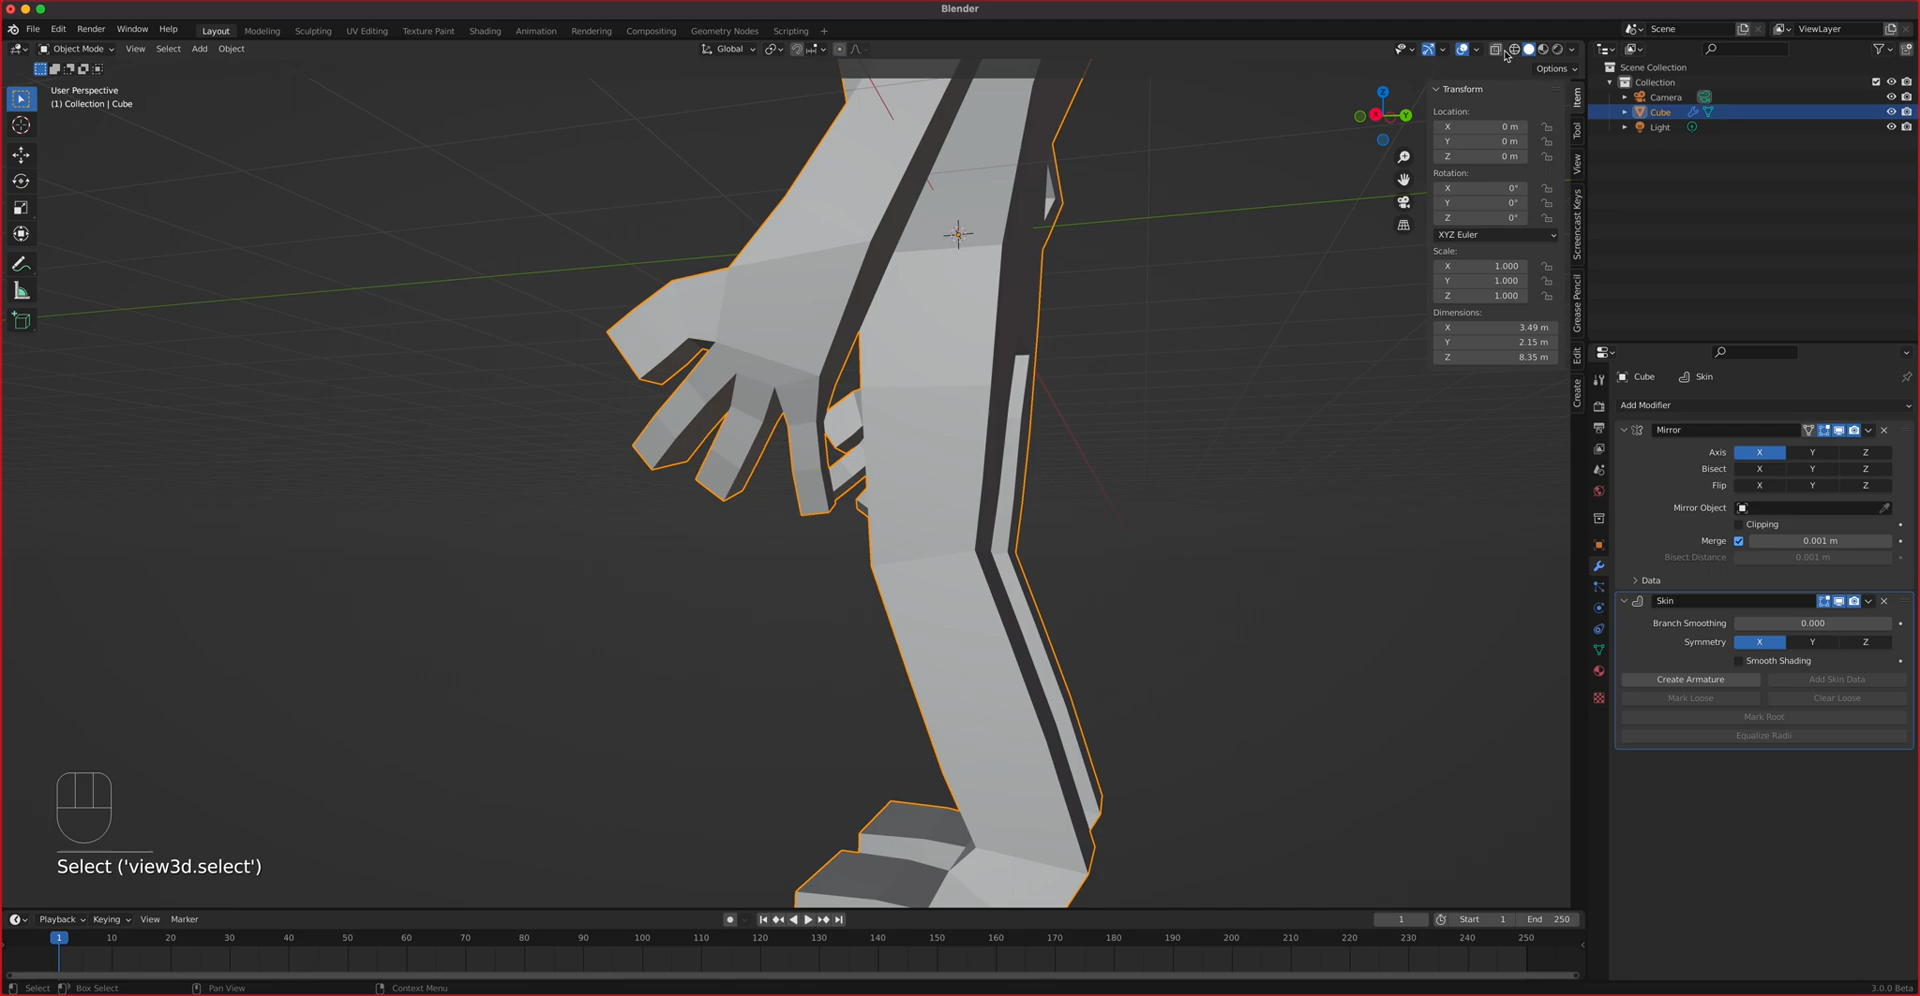 Blender
File Edit Render Window Help Layout Modeling Sculpting UV Editing Texture Paint Shading Animation Rendering Compositing Geometry Nodes Scripting + Scene ViewLayer
Object Mode View Select Add Object Global
Options
User Perspective
(1) Collection | Cube
Z
X
Y
Transform
Location:
X 0 m
Y 0 m
Z 0 m
Rotation:
X 0°
Y 0°
Z 0°
XYZ Euler
Scale:
X 1.000
Y 1.000
Z 1.000
Dimensions:
X 3.49 m
Y 2.15 m
Z 8.35 m
Item
Tool
View
Screencast Keys
Grease Pencil
Edit
Create
Scene Collection
Collection
Camera
Cube
Light
Cube Skin
Add Modifier
Mirror
Axis X Y Z
Bisect X Y Z
Flip X Y Z
Mirror Object
Clipping
Merge 0.001 m
Bisect Distance 0.001 m
Data
Skin
Branch Smoothing 0.000
Symmetry X Y Z
Smooth Shading
Create Armature Add Skin Data
Mark Loose Clear Loose
Mark Root
Equalize Radii
Select ('view3d.select')
Playback Keying View Marker 1 Start 1 End 250
1 10 20 30 40 50 60 70 80 90 100 110 120 130 140 150 160 170 180 190 200 210 220 230 240 250
Select Box Select Pan View Context Menu 3.0.0 Beta